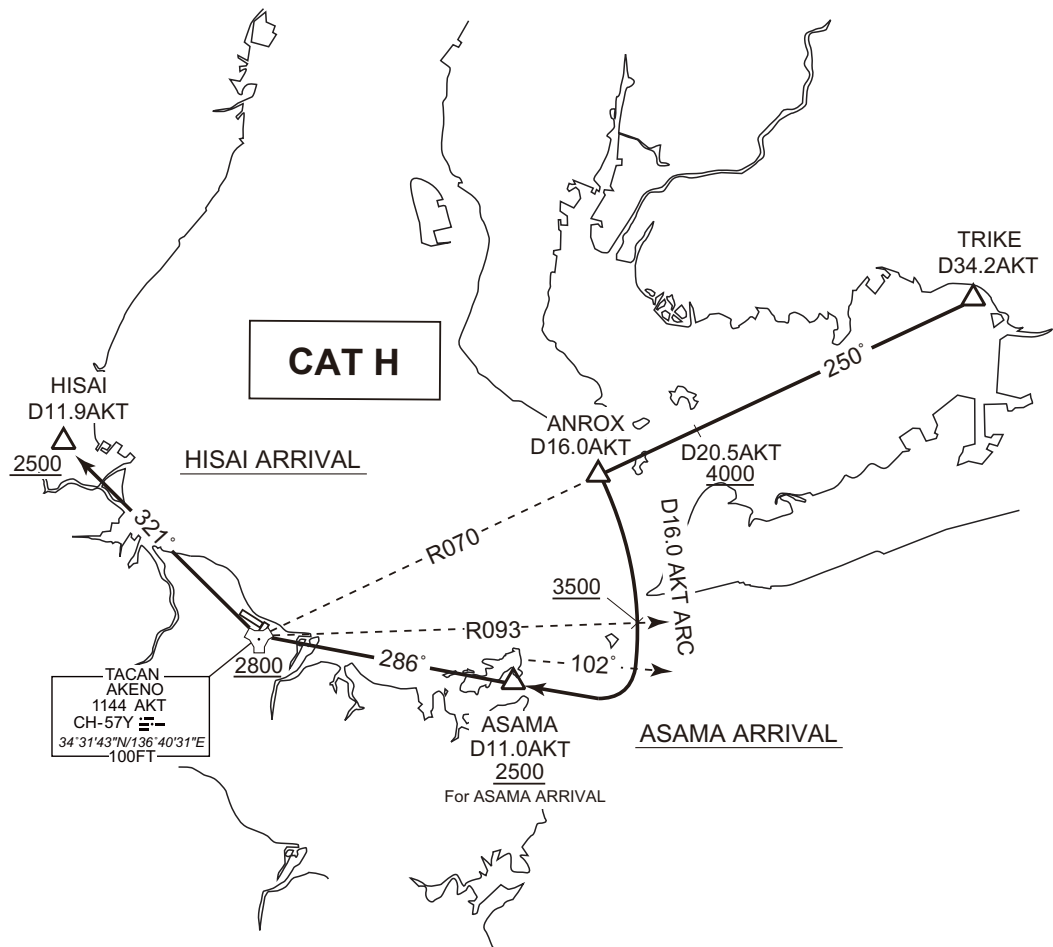 TRIKE
D34.2AKT
250°
CAT H
HISAI
D11.9AKT
2500
HISAI ARRIVAL
ANROX
D16.0AKT
D20.5AKT
4000
321°
R070
D16.0 AKT ARC
3500
R093
102°
286°
2800
TACAN
AKENO
1144 AKT
CH-57Y
34°31'43"N/136°40'31"E
100FT
ASAMA
D11.0AKT
2500
For ASAMA ARRIVAL
ASAMA ARRIVAL